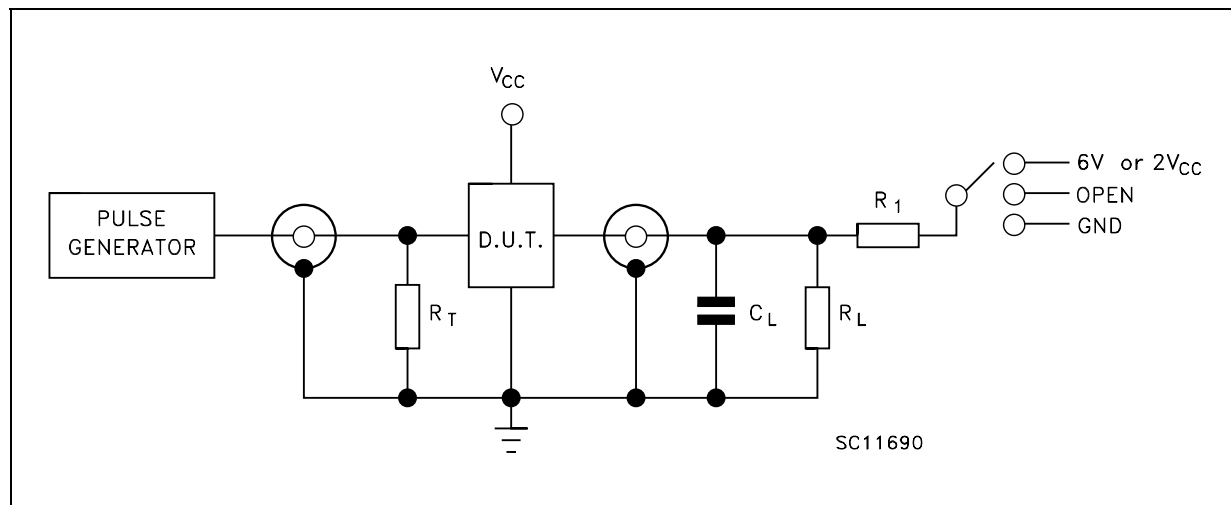 VCC
PULSE
GENERATOR
D.U.T.
RT
CL
RL
R1
6V or 2VCC
OPEN
GND
SC11690